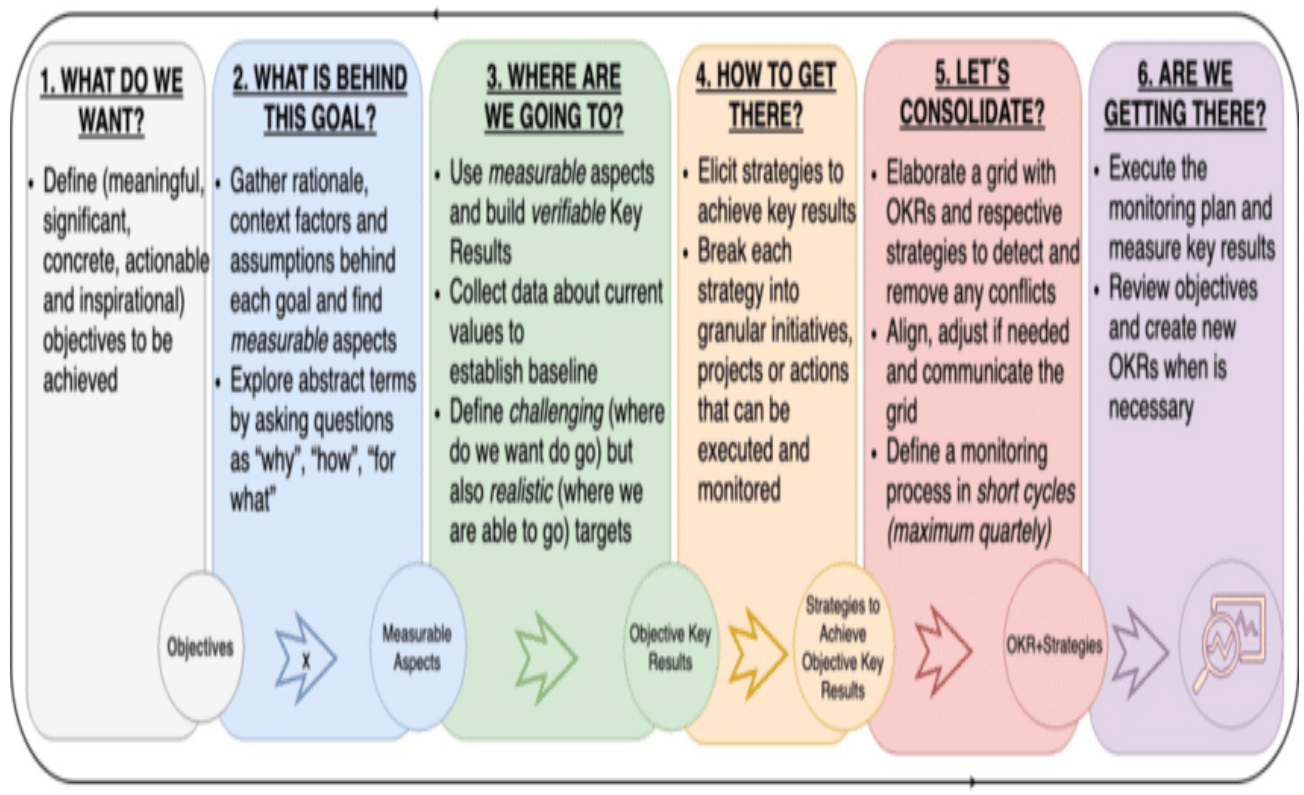 1. WHAT DO WE
WANT?
• Define (meaningful,
significant,
concrete, actionable
and inspirational)
objectives to be
achieved
Objectives
2. WHAT IS BEHIND
THIS GOAL?
• Gather rationale,
context factors and
assumptions behind
each goal and find
measurable aspects
• Explore abstract terms
by asking questions
as “why”, “how”, “for
what”
X
Measurable
Aspects
3. WHERE ARE
WE GOING TO?
• Use measurable aspects
and build verifiable Key
Results
• Collect data about current
values to
establish baseline
• Define challenging (where
do we want do go) but
also realistic (where we
are able to go) targets
Objective Key
Results
4. HOW TO GET
THERE?
• Elicit strategies to
achieve key results
• Break each
strategy into
granular initiatives,
projects or actions
that can be
executed and
monitored
Strategies to
Achieve
Objective Key
Results
5. LET´S
CONSOLIDATE?
• Elaborate a grid with
OKRs and respective
strategies to detect and
remove any conflicts
• Align, adjust if needed
and communicate the
grid
• Define a monitoring
process in short cycles
(maximum quartely)
OKR+Strategies
6. ARE WE
GETTING THERE?
• Execute the
monitoring plan and
measure key results
• Review objectives
and create new
OKRs when is
necessary